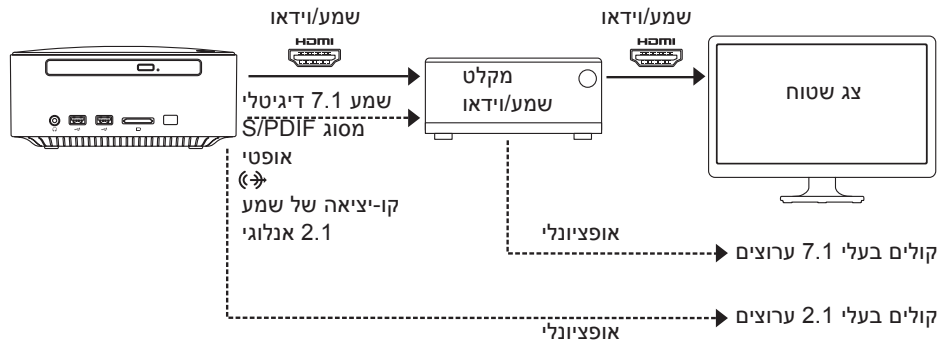 שמע/וידאו
HDMI
שמע/וידאו
HDMI
מקלט
שמע/וידאו
צג שטוח
שמע 7.1 דיגיטלי
מסוג S/PDIF
אופטי
קו-יציאה של שמע
2.1 אנלוגי
אופציונלי
קולים בעלי 7.1 ערוצים
קולים בעלי 2.1 ערוצים
אופציונלי